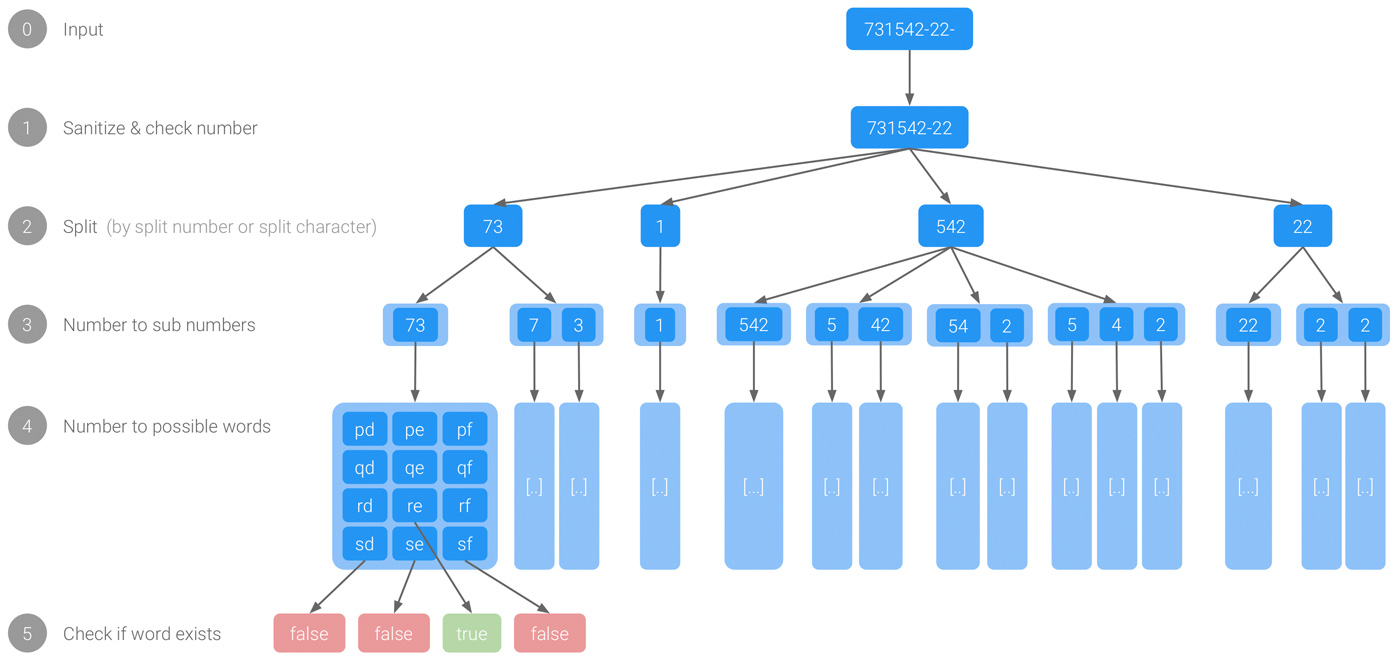 0 Input 731542-22-
1 Sanitize & check number 731542-22
2 Split (by split number or split character) 73 1 542 22
3 Number to sub numbers 73 7 3 1 542 5 42 54 2 5 4 2 22 2 2
4 Number to possible words
pd pe pf
qd qe qf
rd re rf
sd se sf
[..] [..] [..] [...] [..] [..] [..] [..] [..] [..] [..] [...] [..] [..]
5 Check if word exists false false true false